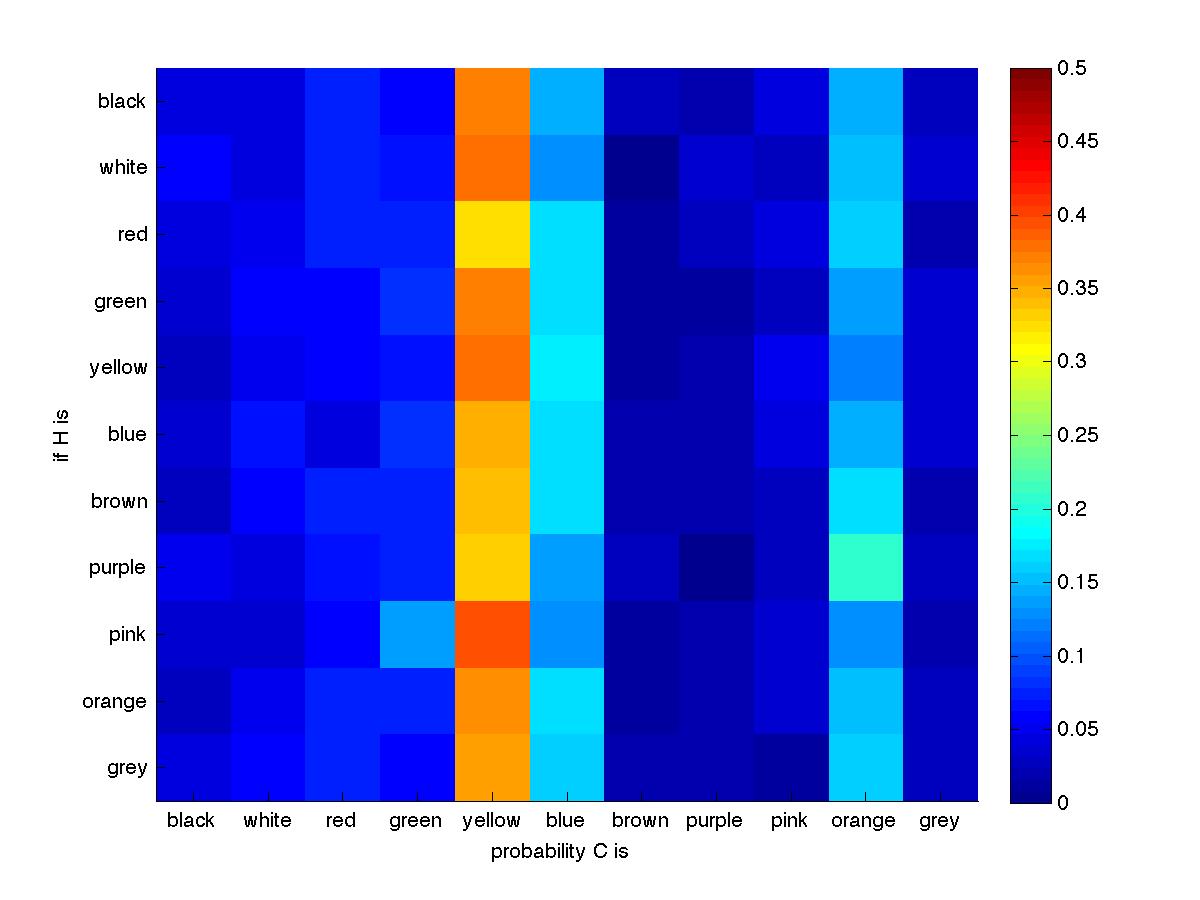 0.5
black
0.45
white
0.4
red
0.35
green
0.3
yellow
0.25
blue
if H is
brown
0.2
purple
0.15
pink
0.1
orange
0.05
grey
0
black white red green yellow blue brown purple pink orange grey
probability C is